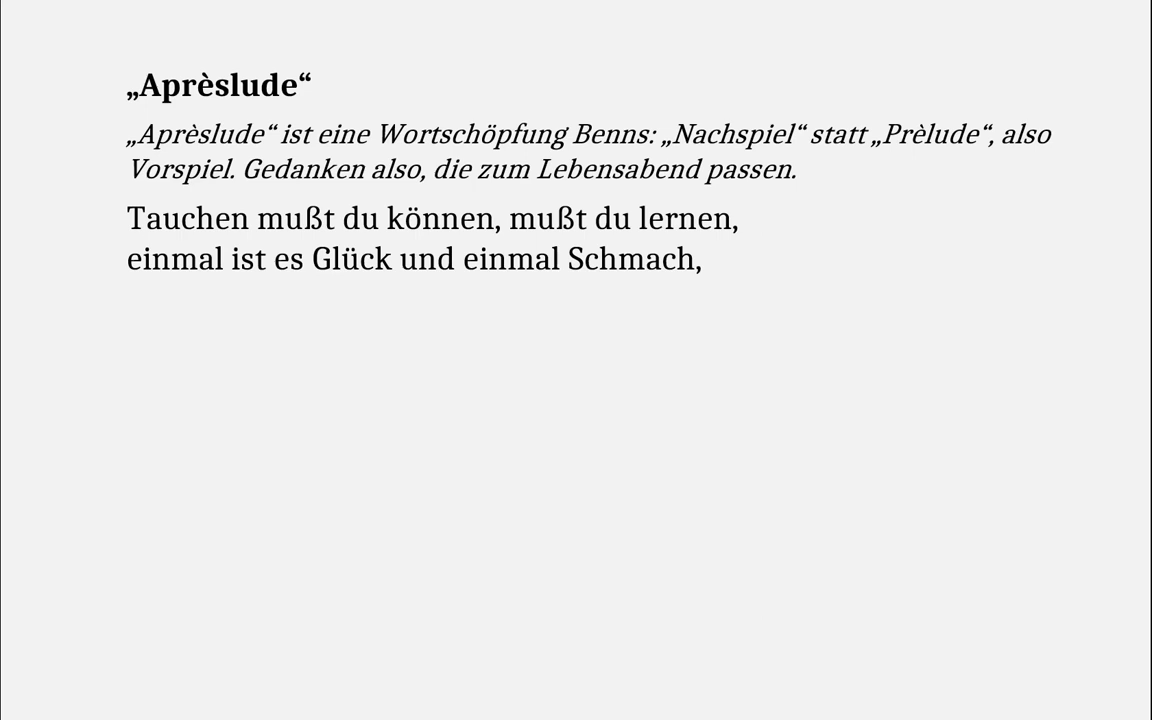 „Aprèslude“
„Aprèslude“ ist eine Wortschöpfung Benns: „Nachspiel“ statt „Prèlude“, also
Vorspiel. Gedanken also, die zum Lebensabend passen.
Tauchen mußt du können, mußt du lernen,
einmal ist es Glück und einmal Schmach,